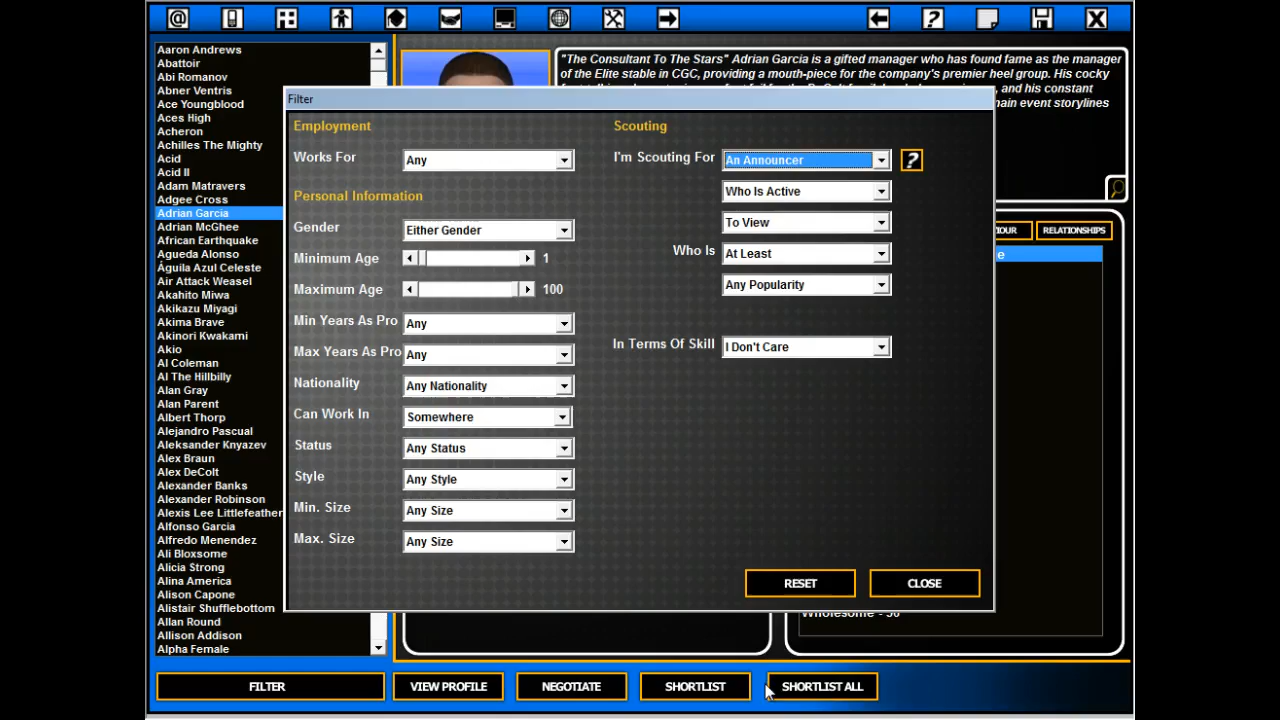 Aaron Andrews
Abattoir
Abi Romanov
Abner Ventris
Ace Youngblood
Aces High
Acheron
Achilles The Mighty
Acid
Acid II
Adam Matravers
Adgee Cross
Adrian Garcia
Adrian McGhee
African Earthquake
Agueda Alonso
Águila Azul Celeste
Air Attack Weasel
Akahito Miwa
Akikazu Miyagi
Akima Brave
Akinori Kwakami
Akio
Al Coleman
Al The Hillbilly
Alan Gray
Alan Parent
Albert Thorp
Alejandro Pascual
Aleksander Knyazev
Alex Braun
Alex DeColt
Alexander Banks
Alexander Robinson
Alexis Lee Littlefeather
Alfonso Garcia
Alfredo Menendez
Ali Bloxsome
Alicia Strong
Alina America
Alison Capone
Alistair Shufflebottom
Allan Round
Allison Addison
Alpha Female
"The Consultant To The Stars" Adrian Garcia is a gifted manager who has found fame as the manager
of the Elite stable in CGC, providing a mouth-piece for the company's premier heel group. His cocky
and his constant
main event storylines
RELATIONSHIPS
Filter
Employment
Works For Any
Personal Information
Gender Either Gender
Minimum Age 1
Maximum Age 100
Min Years As Pro Any
Max Years As Pro Any
Nationality Any Nationality
Can Work In Somewhere
Status Any Status
Style Any Style
Min. Size Any Size
Max. Size Any Size
Scouting
I'm Scouting For An Announcer ?
Who Is Active
To View
Who Is At Least
Any Popularity
In Terms Of Skill I Don't Care
RESET CLOSE
Wholesome - 50
FILTER VIEW PROFILE NEGOTIATE SHORTLIST SHORTLIST ALL